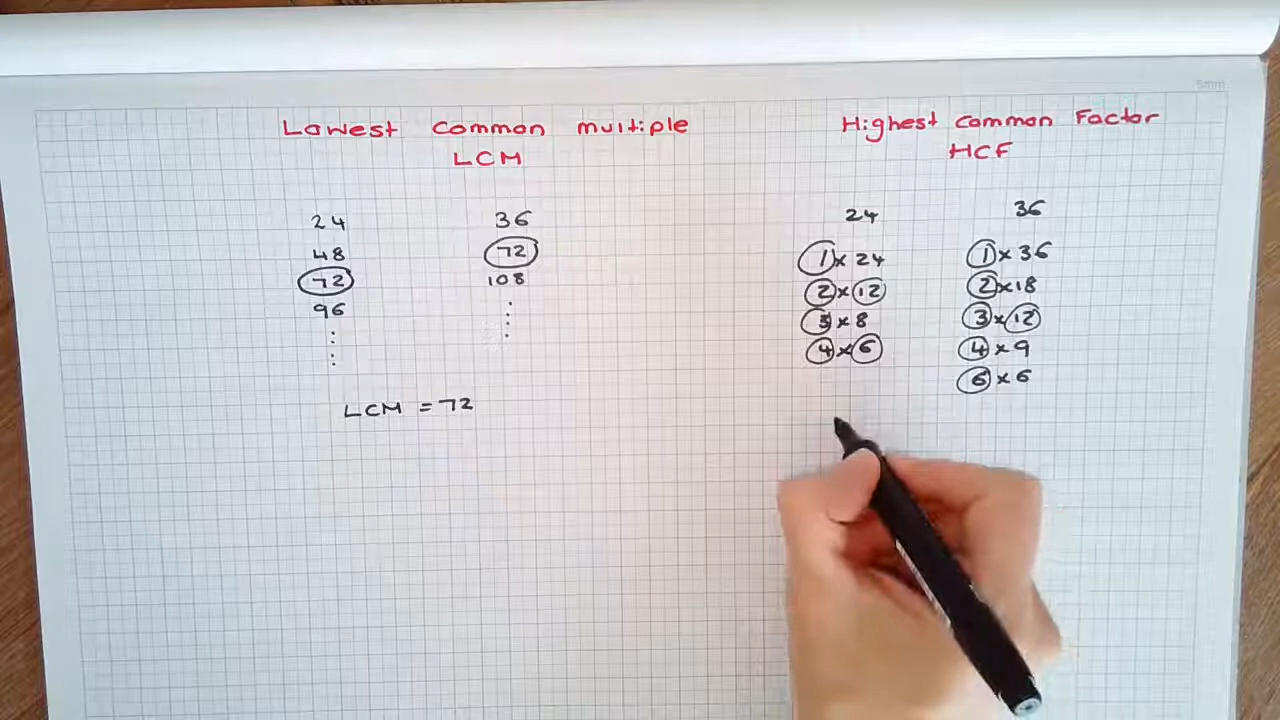 5mm
Lowest common multiple
LCM
24 36
48 72
72 108
96
LCM = 72
Highest common Factor
HCF
24 36
1 x 24 1 x 36
2 x 12 2 x 18
3 x 8 3 x 12
4 x 6 4 x 9
6 x 6